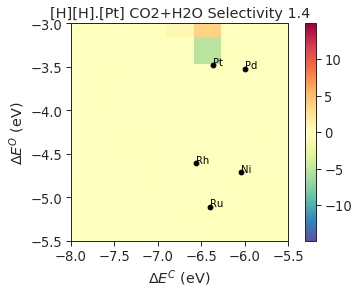 [H][H].[Pt] CO2+H2O Selectivity 1.4
−3.0
−3.5
−4.0
−4.5
−5.0
−5.5
ΔE^O (eV)
Pt
Pd
Rh
Ni
Ru
−8.0 −7.5 −7.0 −6.5 −6.0 −5.5
ΔE^C (eV)
10
5
0
−5
−10